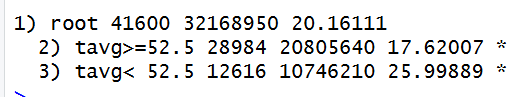 1) root 41600 32168950 20.16111
2) tavg>=52.5 28984 20805640 17.62007 *
3) tavg< 52.5 12616 10746210 25.99889 *
>